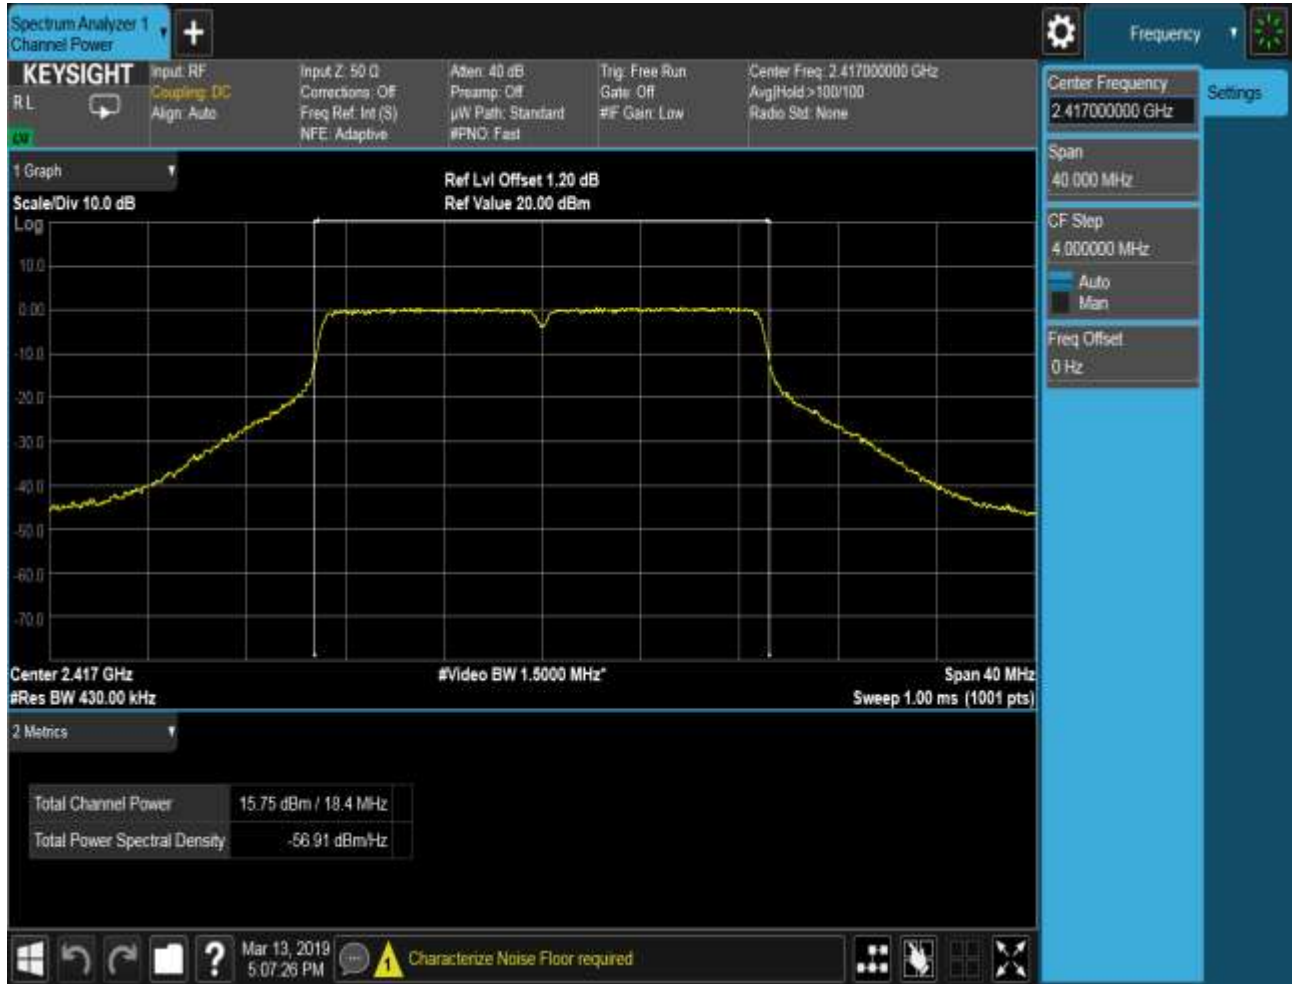 Spectrum Analyzer 1
Channel Power
+
Frequency
KEYSIGHT
RL
Input: RF
Coupling: DC
Align: Auto
Input Z: 50 Ω
Corrections: Off
Freq Ref: Int (S)
NFE: Adaptive
Atten: 40 dB
Preamp: Off
µW Path: Standard
#PNO: Fast
Trig: Free Run
Gate: Off
#IF Gain: Low
Center Freq: 2.417000000 GHz
Avg|Hold:>100/100
Radio Std: None
Center Frequency
2.417000000 GHz
Settings
Span
40.000 MHz
CF Step
4.000000 MHz
Auto
Man
Freq Offset
0 Hz
1 Graph
Scale/Div 10.0 dB
Ref Lvl Offset 1.20 dB
Ref Value 20.00 dBm
Log
10.0
0.00
-10.0
-20.0
-30.0
-40.0
-50.0
-60.0
-70.0
Center 2.417 GHz
#Res BW 430.00 kHz
#Video BW 1.5000 MHz*
Span 40 MHz
Sweep 1.00 ms (1001 pts)
2 Metrics
Total Channel Power 15.75 dBm / 18.4 MHz
Total Power Spectral Density -56.91 dBm/Hz
?
Mar 13, 2019
5:07:26 PM
1
Characterize Noise Floor required